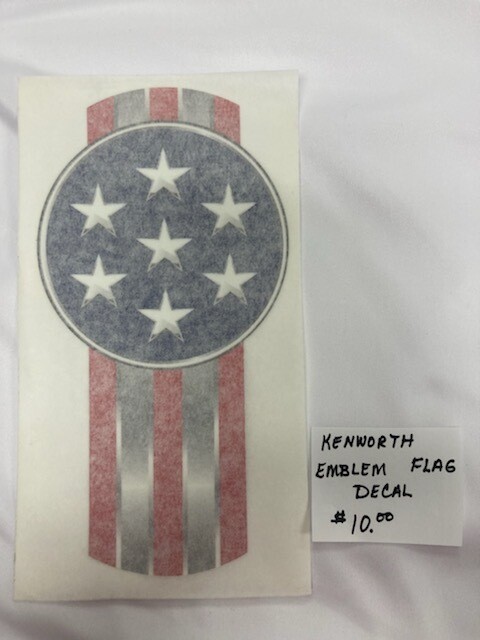 KENWORTH
EMBLEM FLAG
DECAL
$10.00